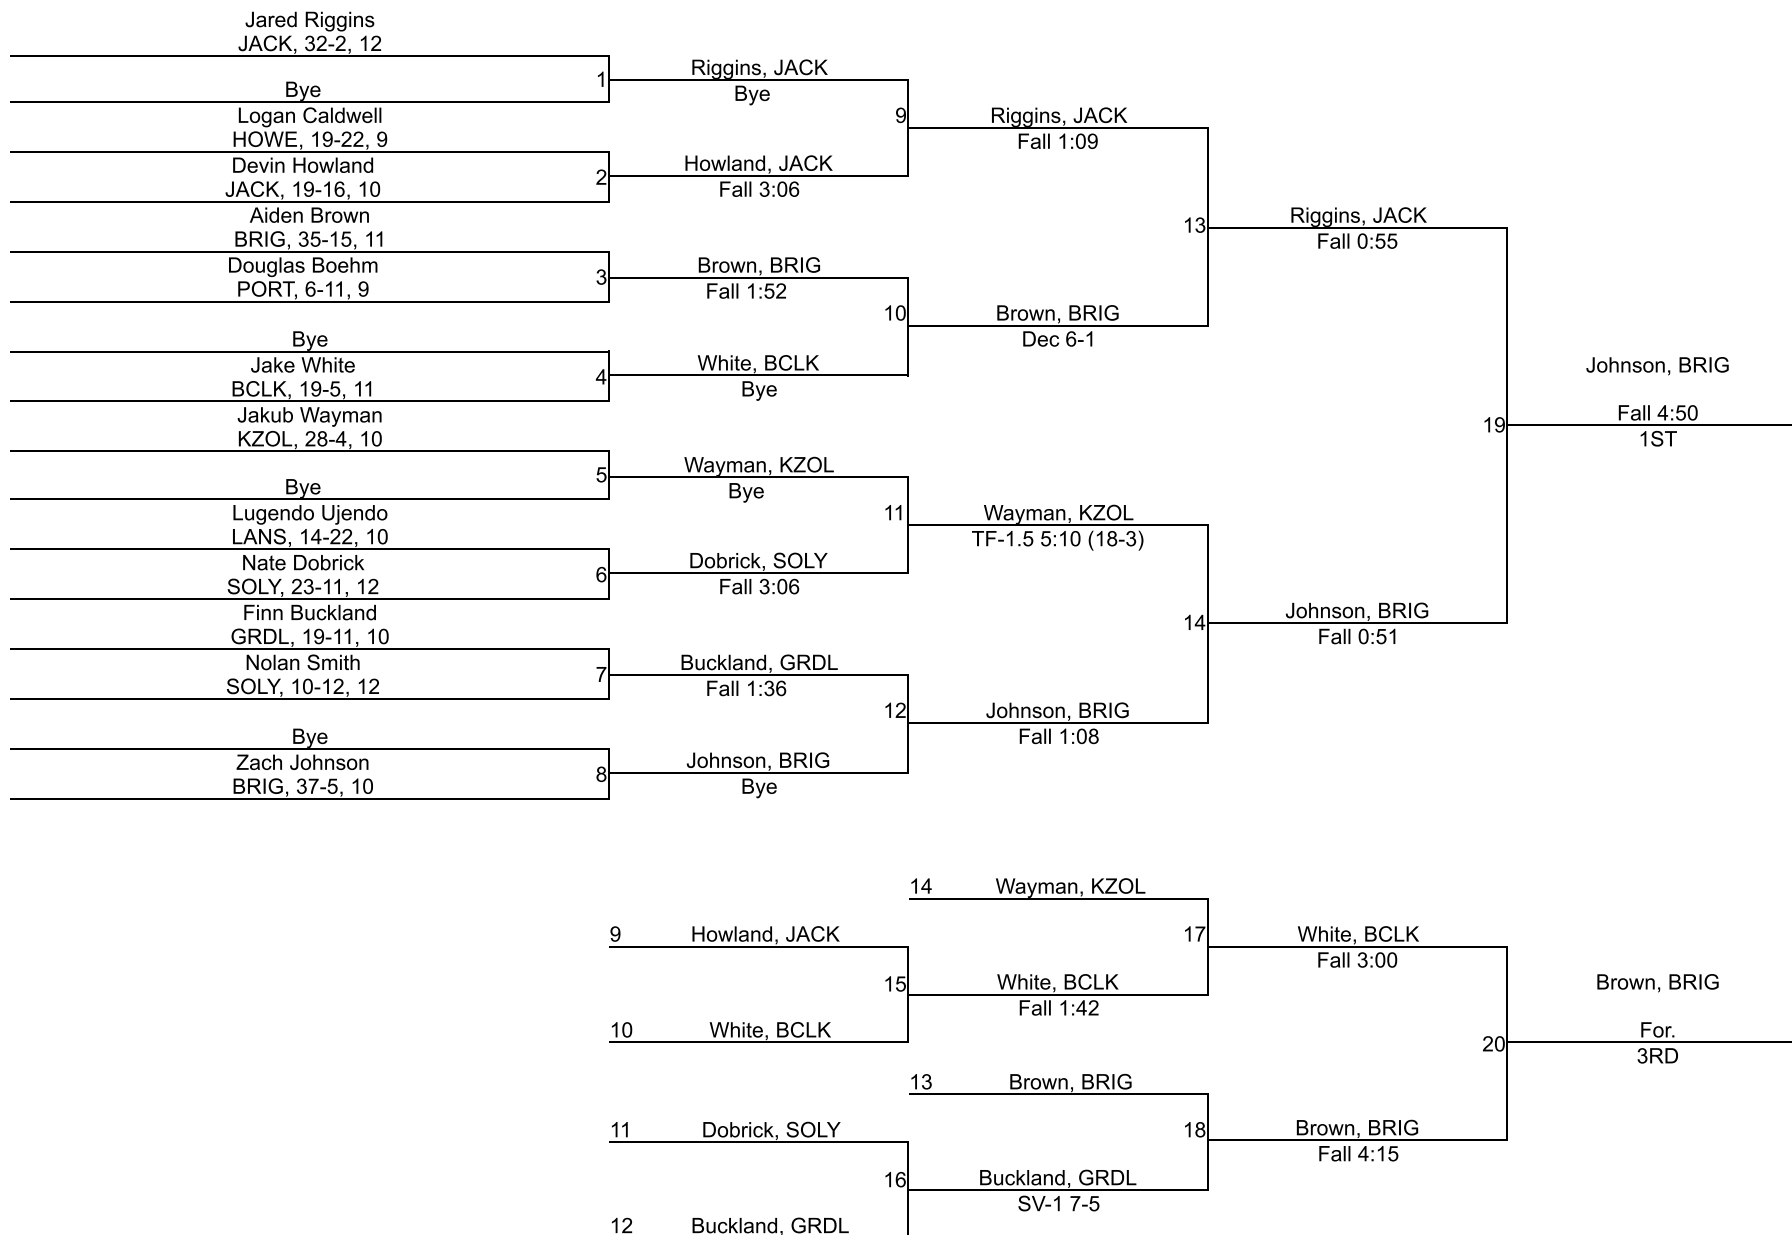 Jared Riggins
JACK, 32-2, 12
Bye
Logan Caldwell
HOWE, 19-22, 9
Devin Howland
JACK, 19-16, 10
Aiden Brown
BRIG, 35-15, 11
Douglas Boehm
PORT, 6-11, 9
Bye
Jake White
BCLK, 19-5, 11
Jakub Wayman
KZOL, 28-4, 10
Bye
Lugendo Ujendo
LANS, 14-22, 10
Nate Dobrick
SOLY, 23-11, 12
Finn Buckland
GRDL, 19-11, 10
Nolan Smith
SOLY, 10-12, 12
Bye
Zach Johnson
BRIG, 37-5, 10
1
Riggins, JACK
Bye
2
Howland, JACK
Fall 3:06
3
Brown, BRIG
Fall 1:52
4
White, BCLK
Bye
5
Wayman, KZOL
Bye
6
Dobrick, SOLY
Fall 3:06
7
Buckland, GRDL
Fall 1:36
8
Johnson, BRIG
Bye
9
Riggins, JACK
Fall 1:09
10
Brown, BRIG
Dec 6-1
11
Wayman, KZOL
TF-1.5 5:10 (18-3)
12
Johnson, BRIG
Fall 1:08
13
Riggins, JACK
Fall 0:55
14
Johnson, BRIG
Fall 0:51
19
Johnson, BRIG
Fall 4:50
1ST
9 Howland, JACK
10 White, BCLK
11 Dobrick, SOLY
12 Buckland, GRDL
14 Wayman, KZOL
15
White, BCLK
Fall 1:42
13 Brown, BRIG
16
Buckland, GRDL
SV-1 7-5
17
White, BCLK
Fall 3:00
18
Brown, BRIG
Fall 4:15
20
Brown, BRIG
For.
3RD